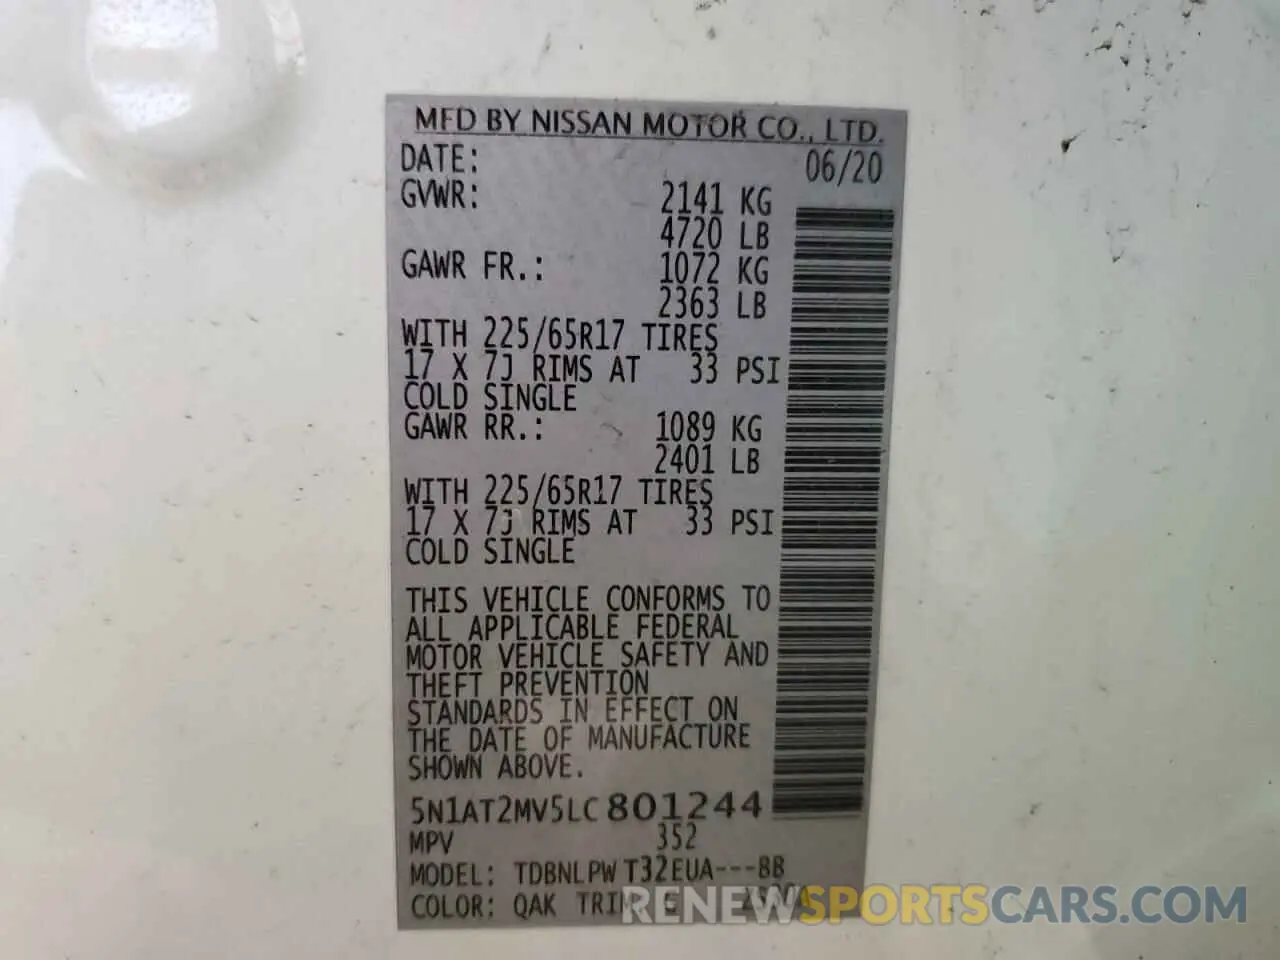 MFD BY NISSAN MOTOR CO., LTD.
DATE: 06/20
GVWR: 2141 KG
4720 LB
GAWR FR.: 1072 KG
2363 LB
WITH 225/65R17 TIRES
17 X 7J RIMS AT 33 PSI
COLD SINGLE
GAWR RR.: 1089 KG
2401 LB
WITH 225/65R17 TIRES
17 X 7J RIMS AT 33 PSI
COLD SINGLE
THIS VEHICLE CONFORMS TO
ALL APPLICABLE FEDERAL
MOTOR VEHICLE SAFETY AND
THEFT PREVENTION
STANDARDS IN EFFECT ON
THE DATE OF MANUFACTURE
SHOWN ABOVE.
5N1AT2MV5LC801244
MPV 352
MODEL: TDBNLPW T32EUA---BB
COLOR: QAK TRIM:
RENEWSPORTSCARS.COM